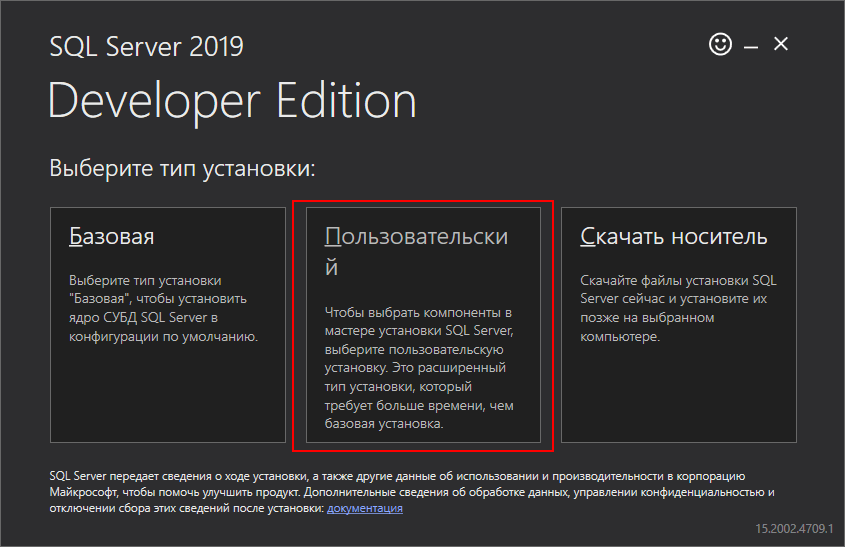 SQL Server 2019
Developer Edition
Выберите тип установки:
Базовая
Выберите тип установки
"Базовая", чтобы установить
ядро СУБД SQL Server в
конфигурации по умолчанию.
Пользовательски
й
Чтобы выбрать компоненты в
мастере установки SQL Server,
выберите пользовательскую
установку. Это расширенный
тип установки, который
требует больше времени, чем
базовая установка.
Скачать носитель
Скачайте файлы установки SQL
Server сейчас и установите их
позже на выбранном
компьютере.
SQL Server передает сведения о ходе установки, а также другие данные об использовании и производительности в корпорацию
Майкрософт, чтобы помочь улучшить продукт. Дополнительные сведения об обработке данных, управлении конфиденциальностью и
отключении сбора этих сведений после установки: документация
15.2002.4709.1